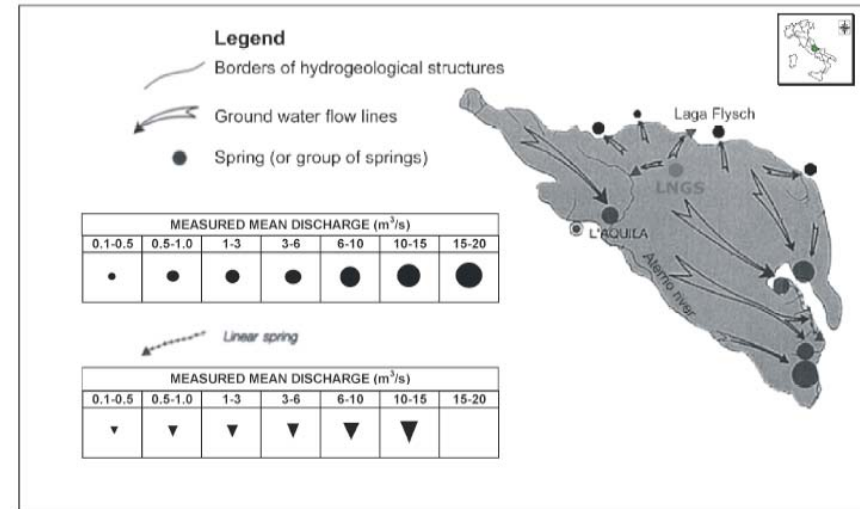 Legend
Borders of hydrogeological structures
Ground water flow lines
Spring (or group of springs)
MEASURED MEAN DISCHARGE (m³/s)
0.1-0.5 0.5-1.0 1-3 3-6 6-10 10-15 15-20
Linear spring
MEASURED MEAN DISCHARGE (m³/s)
0.1-0.5 0.5-1.0 1-3 3-6 6-10 10-15 15-20
Laga Flysch
LNGS
L'AQUILA
Aterno river